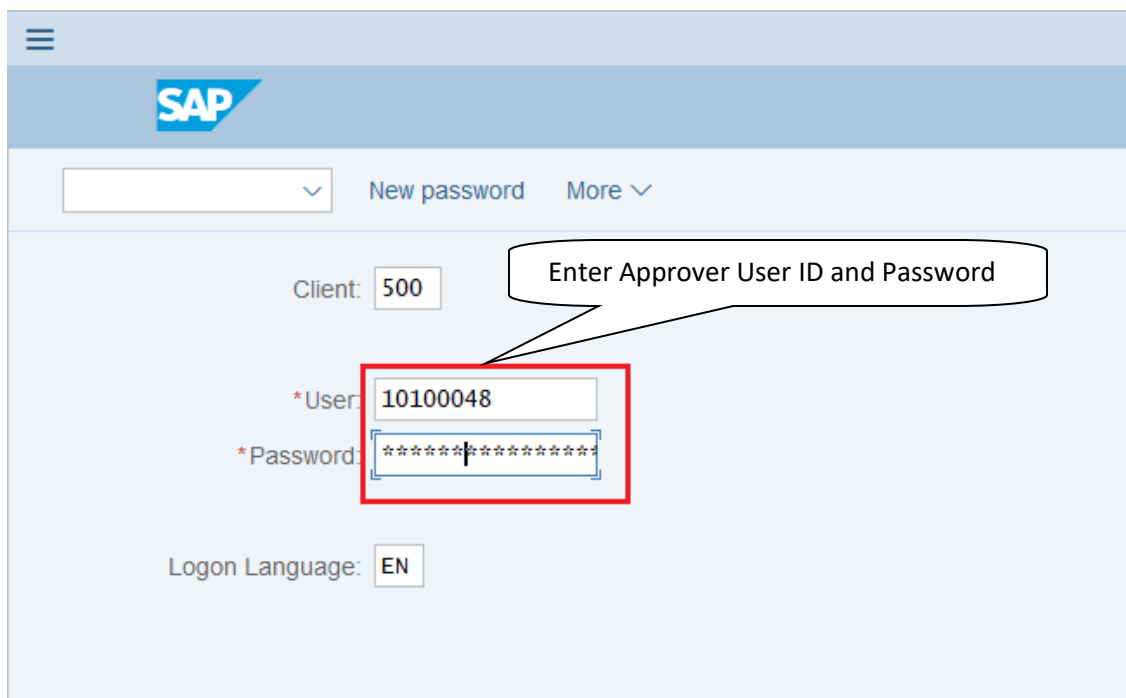 SAP
New password More
Enter Approver User ID and Password
Client: 500
*User: 10100048
*Password: ******************
Logon Language: EN